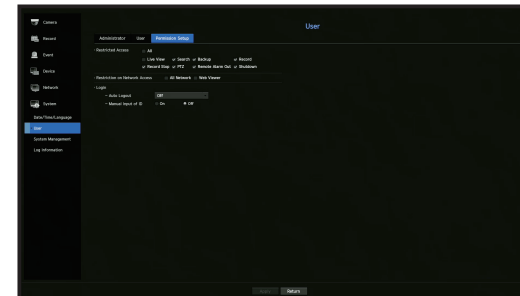 User
Camera
Record
Event
Device
Network
System
Date/Time/Language
User
System Management
Log Information
Administrator User Permission Setup
Restricted Access All
Live View Search Backup Record
Record Stop PTZ Remote Alarm Out Shutdown
Restriction on Network Access All Network Web Viewer
Login
- Auto Logout Off
- Manual Input of ID On Off
Apply Return